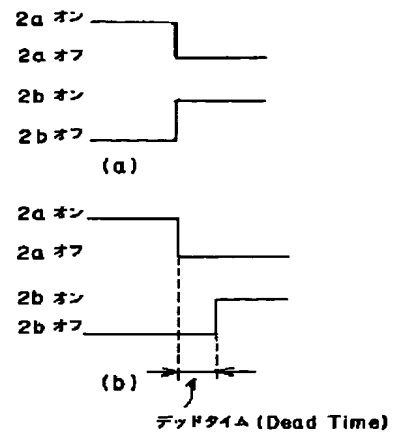 2a オン
2a オフ
2b オン
2b オフ
(a)
2a オン
2a オフ
2b オン
2b オフ
(b)
デッドタイム (Dead Time)